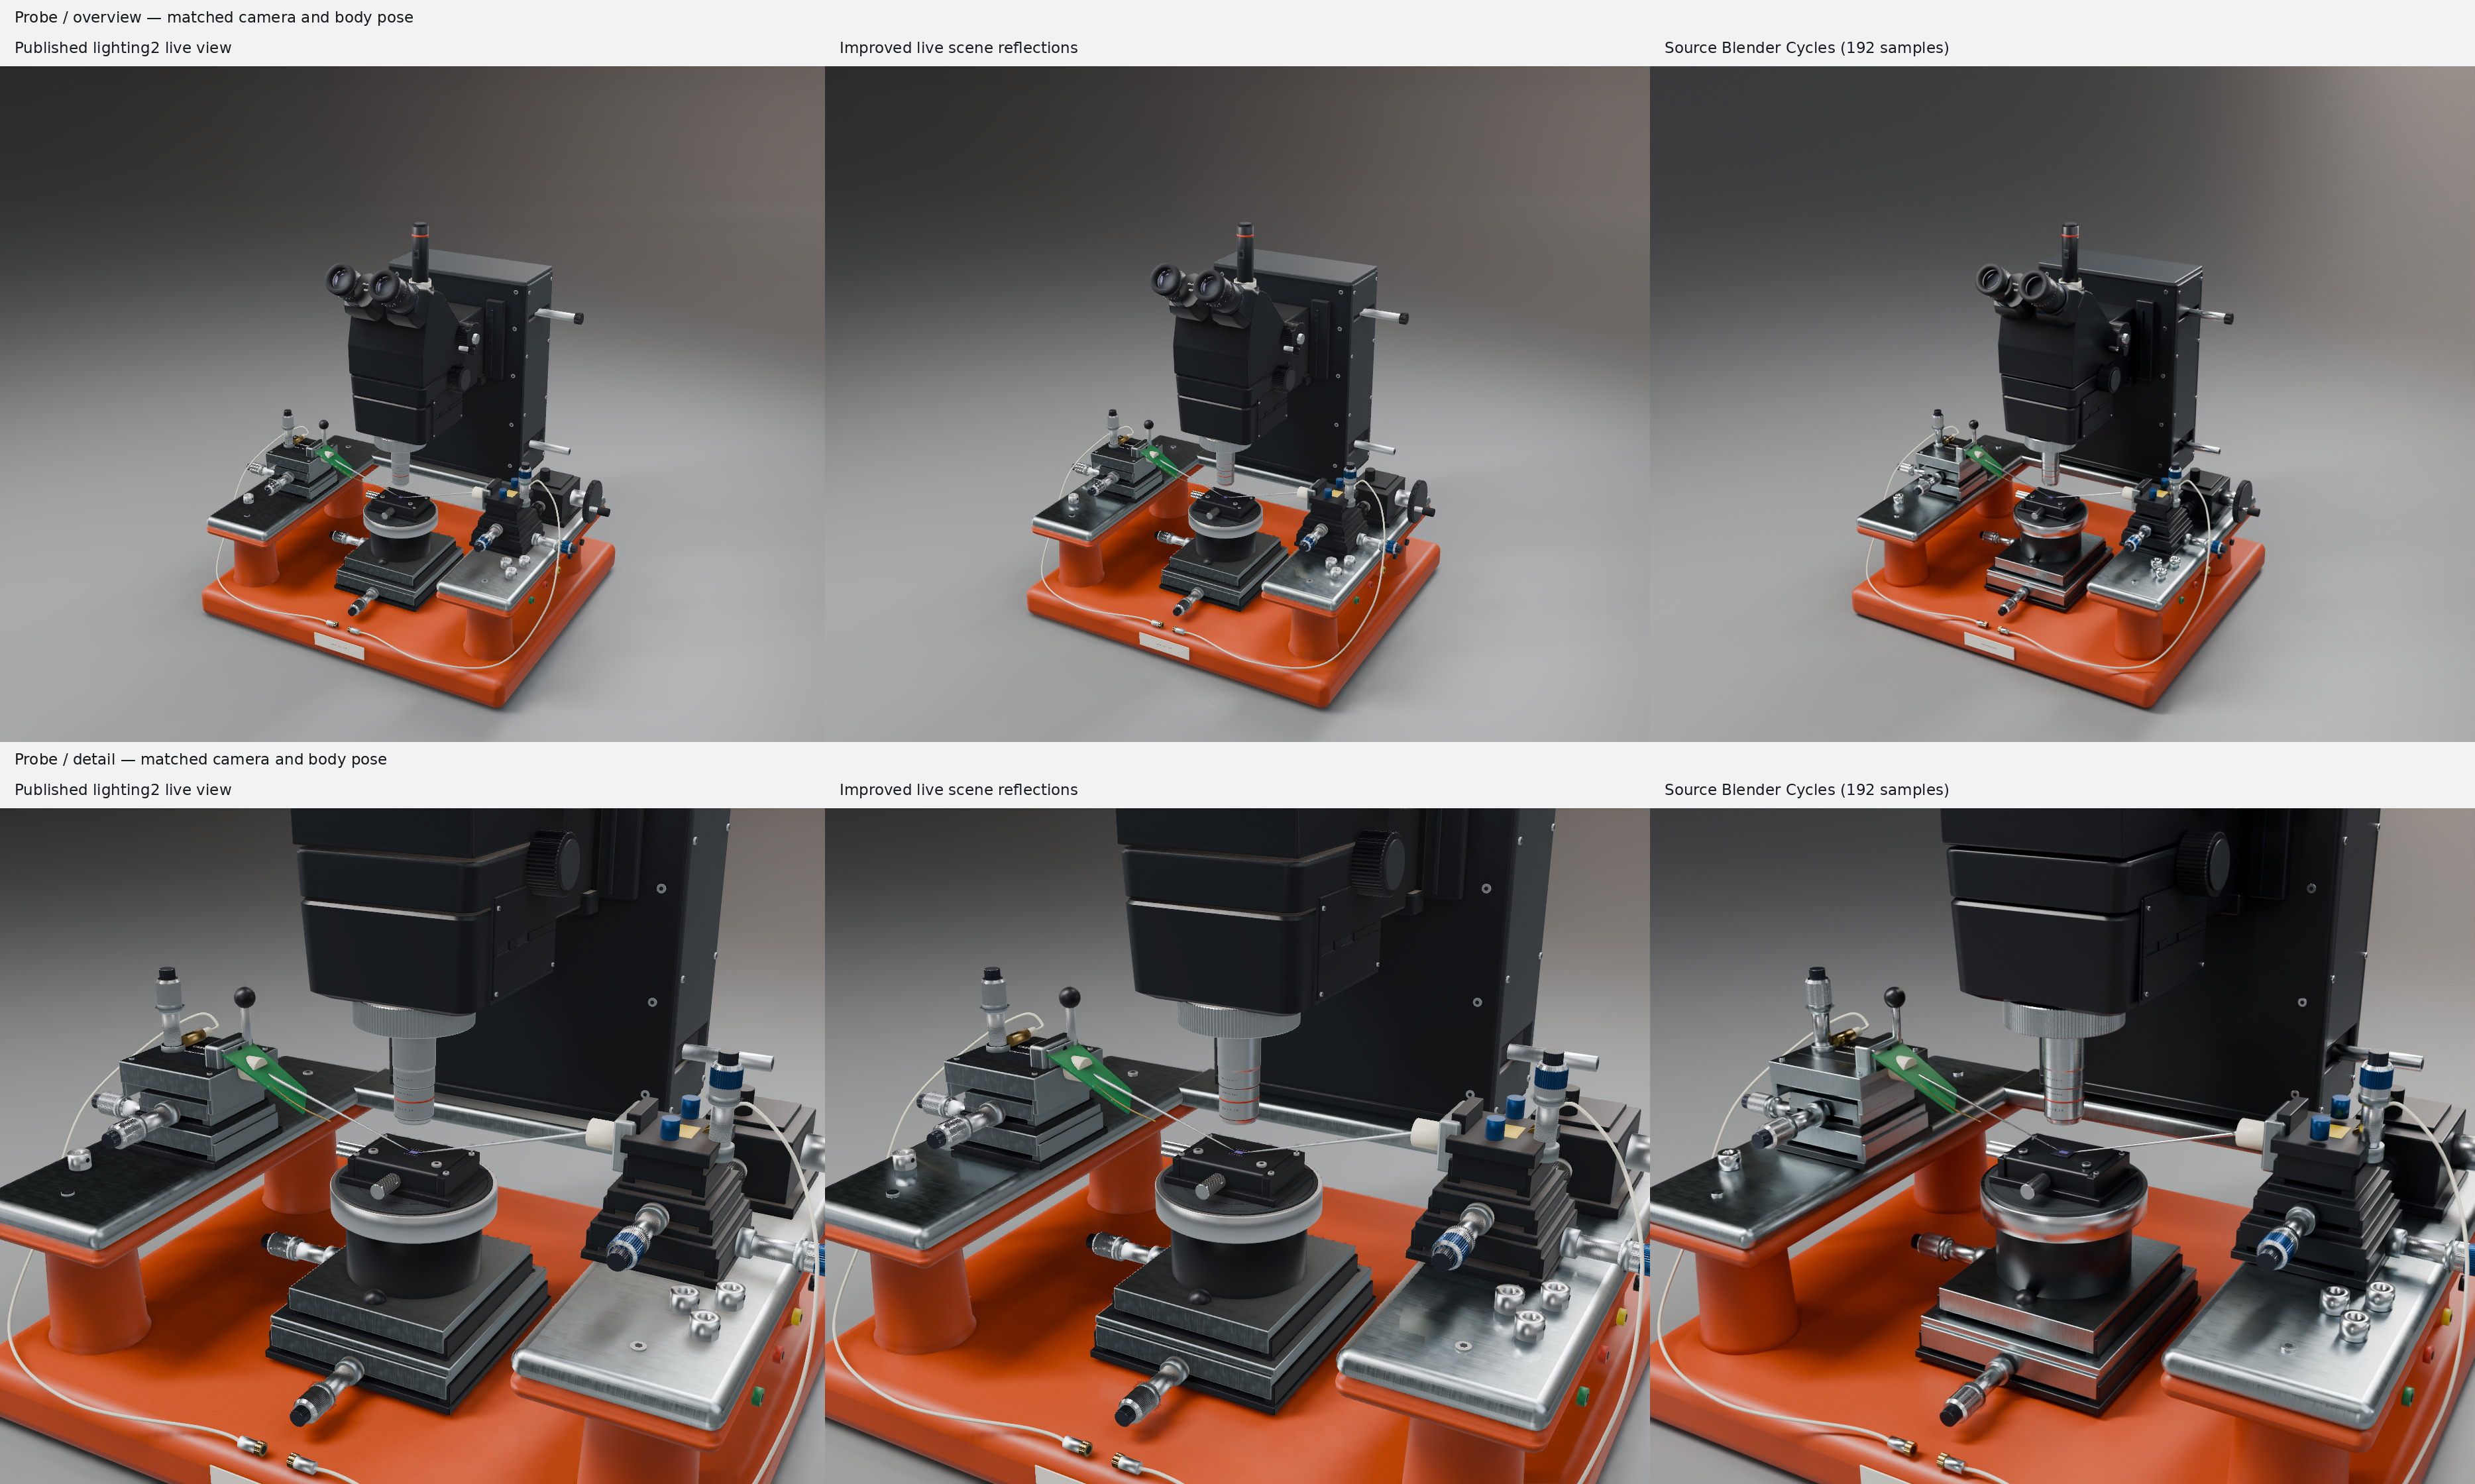 Probe / overview — matched camera and body pose
Published lighting2 live view
Improved live scene reflections
Source Blender Cycles (192 samples)
Probe / detail — matched camera and body pose
Published lighting2 live view
Improved live scene reflections
Source Blender Cycles (192 samples)